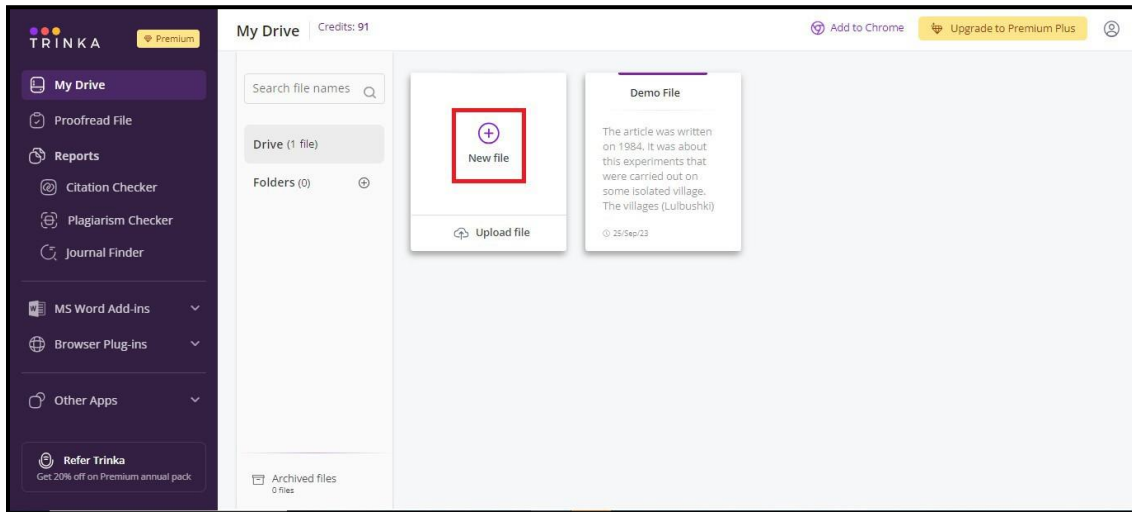 TRINKA
Premium
My Drive
Proofread File
Reports
Citation Checker
Plagiarism Checker
Journal Finder
MS Word Add-ins
Browser Plug-ins
Other Apps
Refer Trinka
Get 20% off on Premium annual pack
My Drive
Credits: 91
Add to Chrome
Upgrade to Premium Plus
Search file names
Drive (1 file)
Folders (0)
Archived files
0 files
New file
Upload file
Demo File
The article was written
on 1984. It was about
this experiments that
were carried out on
some isolated village.
The villages (Lulbushki)
25/Sep/23